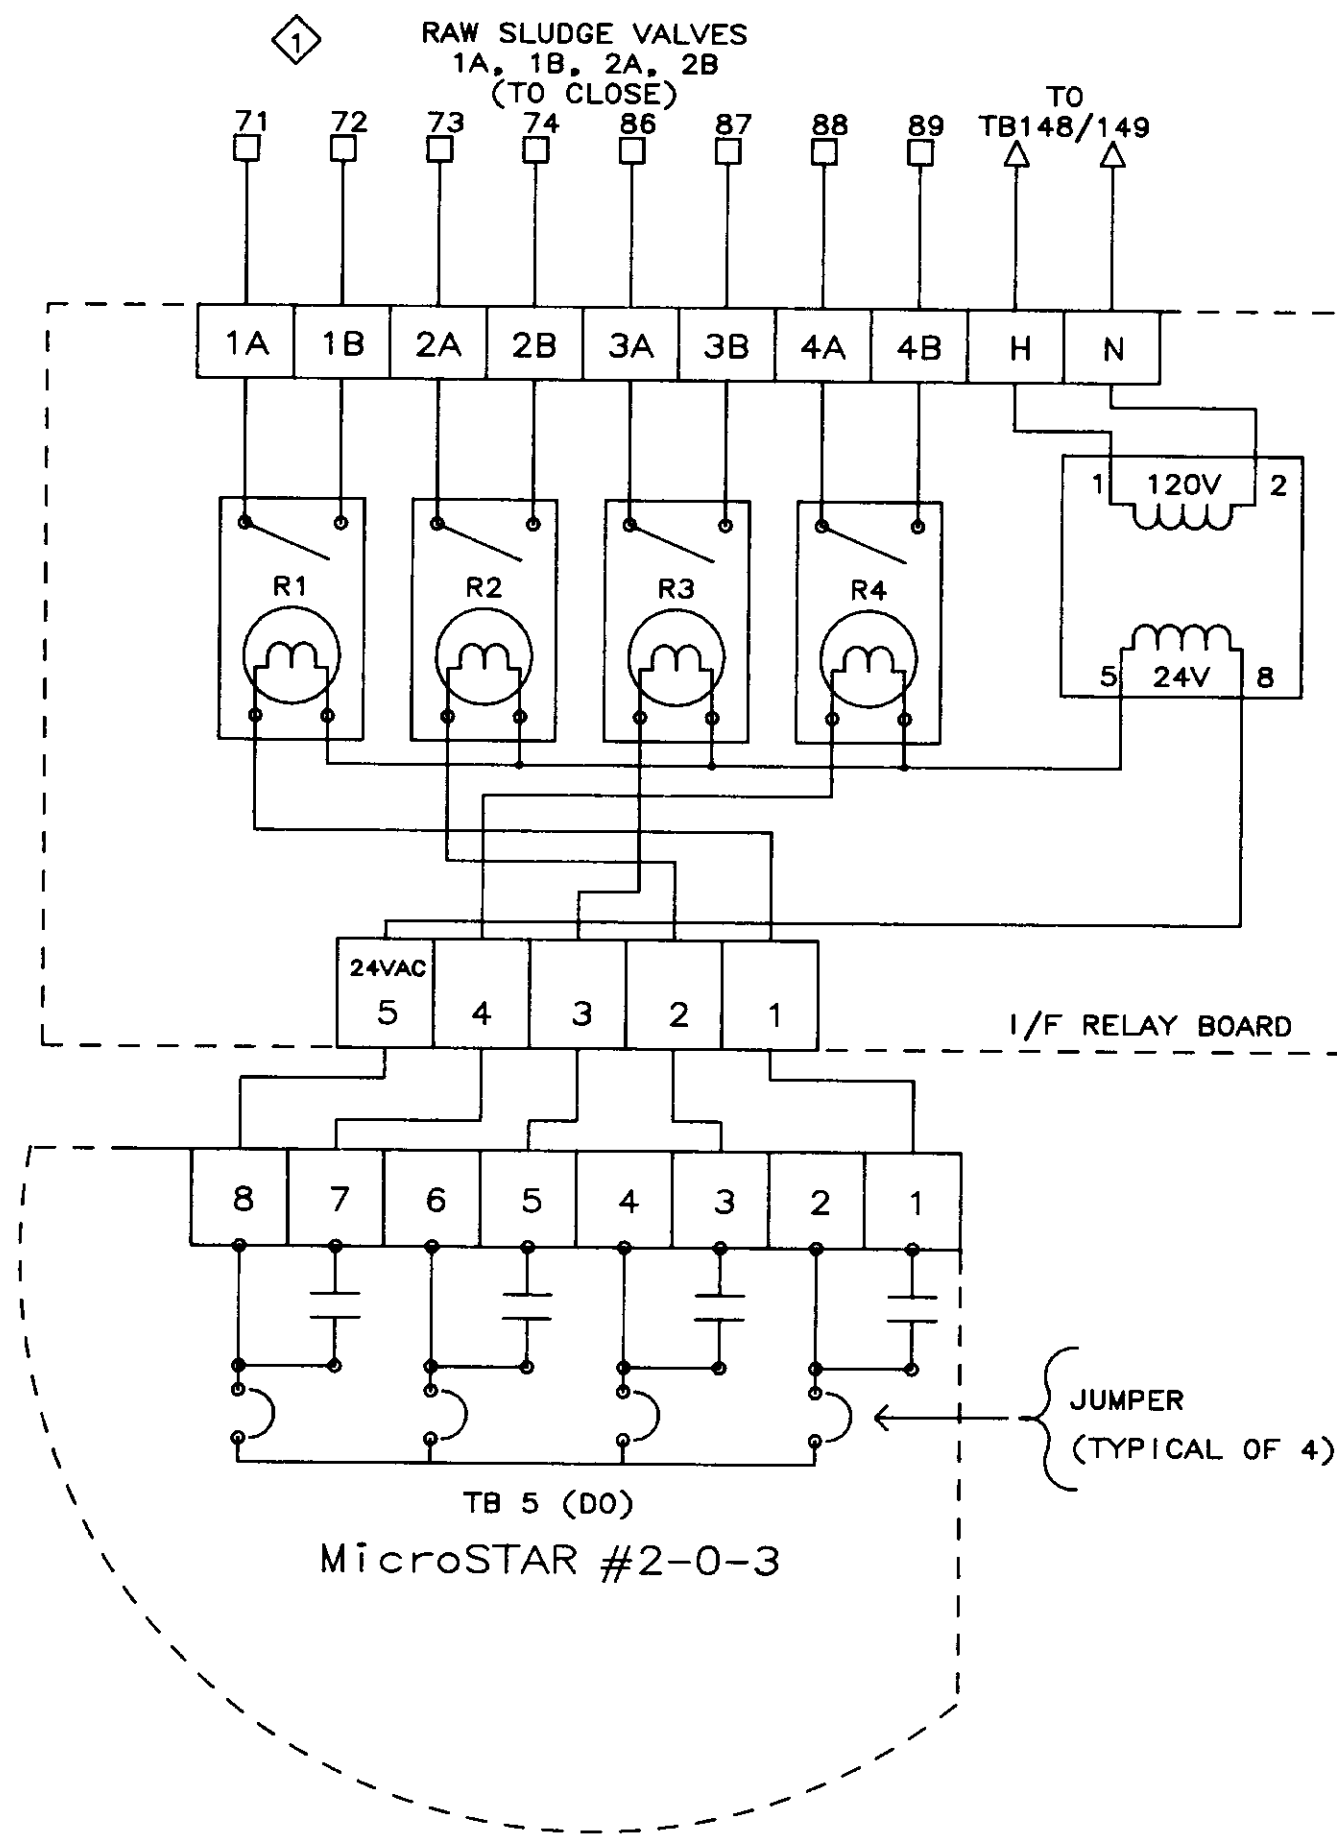 1
RAW SLUDGE VALVES
1A, 1B, 2A, 2B
(TO CLOSE)
TO
TB148/149
71 72 73 74 86 87 88 89
1A 1B 2A 2B 3A 3B 4A 4B H N
1 120V 2
R1 R2 R3 R4
5 24V 8
24VAC
5 4 3 2 1
I/F RELAY BOARD
8 7 6 5 4 3 2 1
JUMPER
(TYPICAL OF 4)
TB 5 (DO)
MicroSTAR #2-0-3